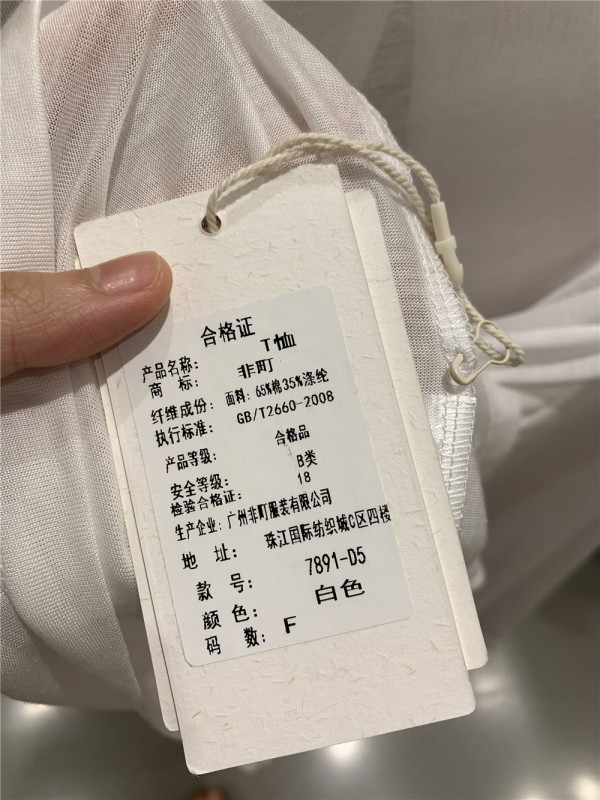 合格证
产品名称： T恤
商 标： 非町
纤维成份： 面料：65%棉35%涤纶
执行标准： GB/T2660-2008
产品等级： 合格品
安全等级： B类
检验合格证： 18
生产企业：广州非町服装有限公司
地 址： 珠江国际纺织城C区四楼
款 号： 7891-D5
颜 色： 白色
码 数： F